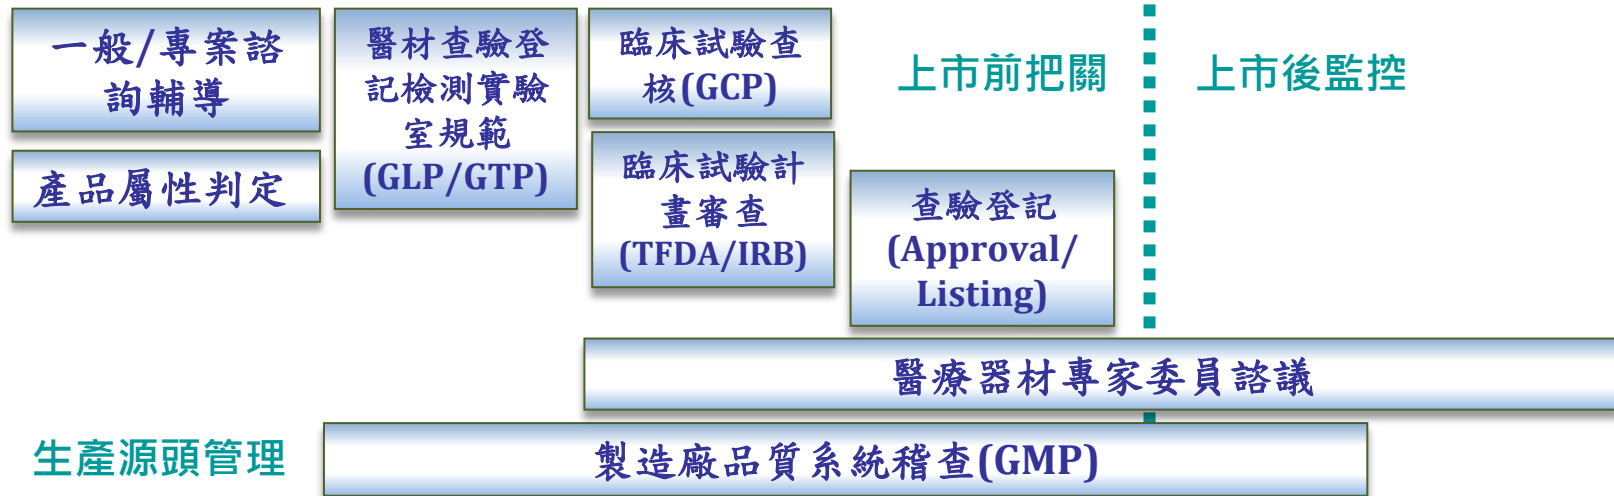 一般/專案諮
詢輔導
產品屬性判定
醫材查驗登
記檢測實驗
室規範
(GLP/GTP)
臨床試驗查
核(GCP)
臨床試驗計
畫審查
(TFDA/IRB)
上市前把關
上市後監控
查驗登記
(Approval/
Listing)
醫療器材專家委員諮議
生產源頭管理
製造廠品質系統稽查(GMP)